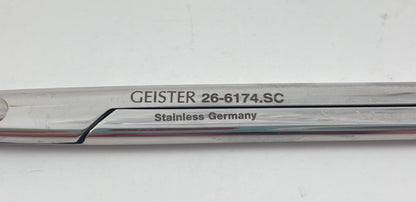 GEISTER 26-6174.SC
Stainless Germany